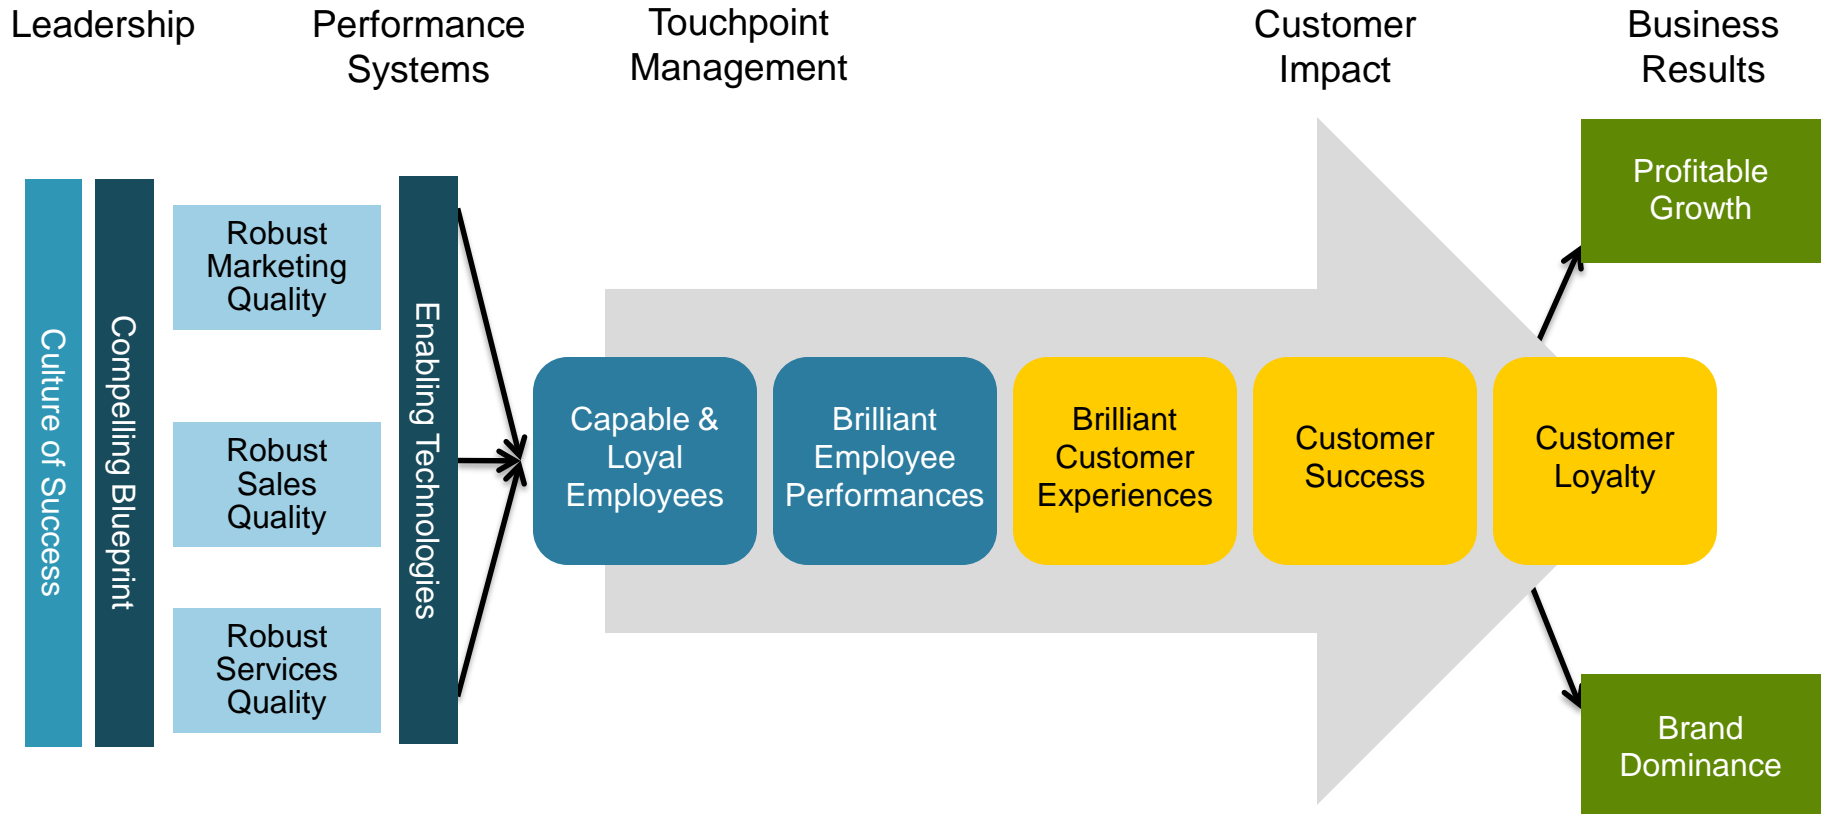 Leadership
Performance
Systems
Touchpoint
Management
Customer
Impact
Business
Results
Culture of Success
Compelling Blueprint
Robust
Marketing
Quality
Robust
Sales
Quality
Robust
Services
Quality
Enabling Technologies
Capable &
Loyal
Employees
Brilliant
Employee
Performances
Brilliant
Customer
Experiences
Customer
Success
Customer
Loyalty
Profitable
Growth
Brand
Dominance